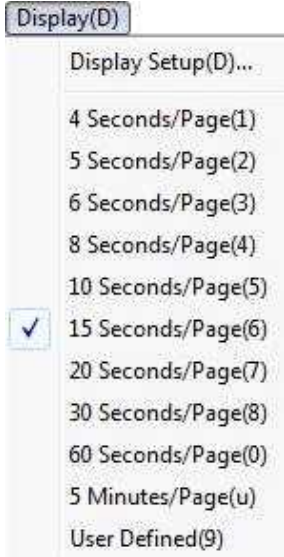 Display(D)
Display Setup(D)...
4 Seconds/Page(1)
5 Seconds/Page(2)
6 Seconds/Page(3)
8 Seconds/Page(4)
10 Seconds/Page(5)
15 Seconds/Page(6)
20 Seconds/Page(7)
30 Seconds/Page(8)
60 Seconds/Page(0)
5 Minutes/Page(u)
User Defined(9)